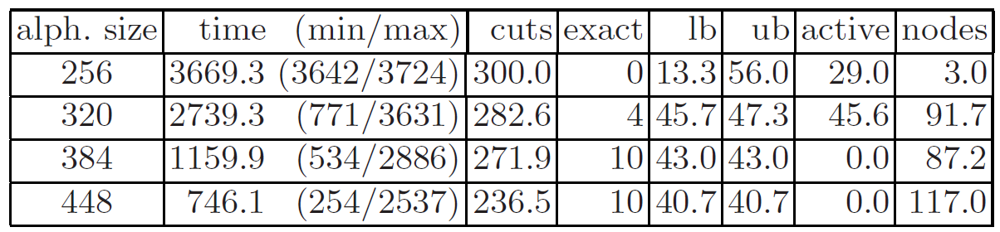 alph. size time (min/max) cuts exact lb ub active nodes
256 3669.3 (3642/3724) 300.0 0 13.3 56.0 29.0 3.0
320 2739.3 (771/3631) 282.6 4 45.7 47.3 45.6 91.7
384 1159.9 (534/2886) 271.9 10 43.0 43.0 0.0 87.2
448 746.1 (254/2537) 236.5 10 40.7 40.7 0.0 117.0